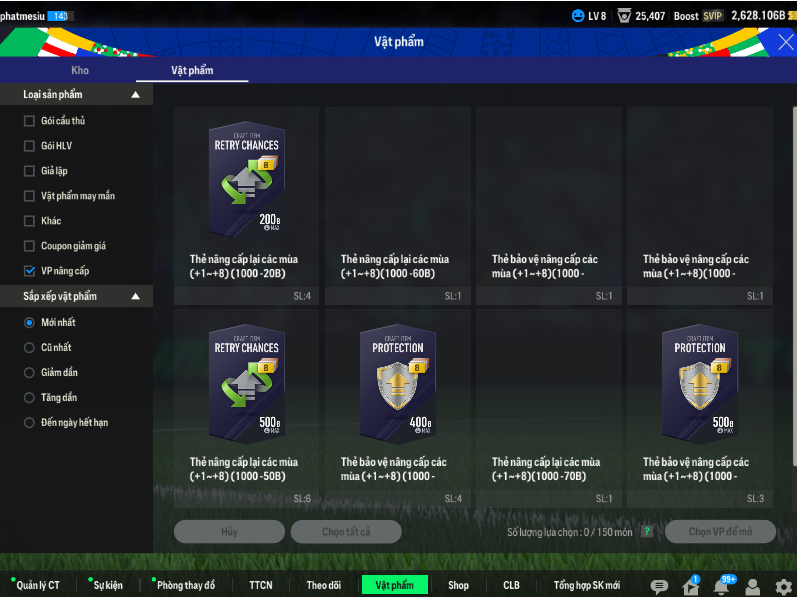 phatmesiu 143
LV 8 25,407 Boost SVIP 2,628.106B
Vật phẩm
Kho Vật phẩm
Loại sản phẩm
Gói cầu thủ
Gói HLV
Giả lập
Vật phẩm may mắn
Khác
Coupon giảm giá
VP nâng cấp
Sắp xếp vật phẩm
Mới nhất
Cũ nhất
Giảm dần
Tăng dần
Đến ngày hết hạn
CRAFT ITEM
RETRY CHANCES
8
200B
MAX
Thẻ nâng cấp lại các mùa
(+1~+8) (1000 -20B)
SL:4
Thẻ nâng cấp lại các mùa
(+1~+8)(1000 -60B)
SL:1
Thẻ bảo vệ nâng cấp các
mùa (+1~+8)(1000 -
SL:1
Thẻ bảo vệ nâng cấp các
mùa (+1~+8)(1000 -
SL:1
CRAFT ITEM
RETRY CHANCES
8
500B
MAX
Thẻ nâng cấp lại các mùa
(+1~+8)(1000 -50B)
SL:6
CRAFT ITEM
PROTECTION
8
400B
MAX
Thẻ bảo vệ nâng cấp các
mùa (+1~+8)(1000 -
SL:4
Thẻ nâng cấp lại các mùa
(+1~+8)(1000 -70B)
SL:1
CRAFT ITEM
PROTECTION
8
500B
MAX
Thẻ bảo vệ nâng cấp các
mùa (+1~+8)(1000 -
SL:3
Hủy Chọn tất cả Số lượng lựa chọn : 0 / 150 món ? Chọn VP để mở
Quản lý CT Sự kiện Phòng thay đồ TTCN Theo dõi Vật phẩm Shop CLB Tổng hợp SK mới 1 99+